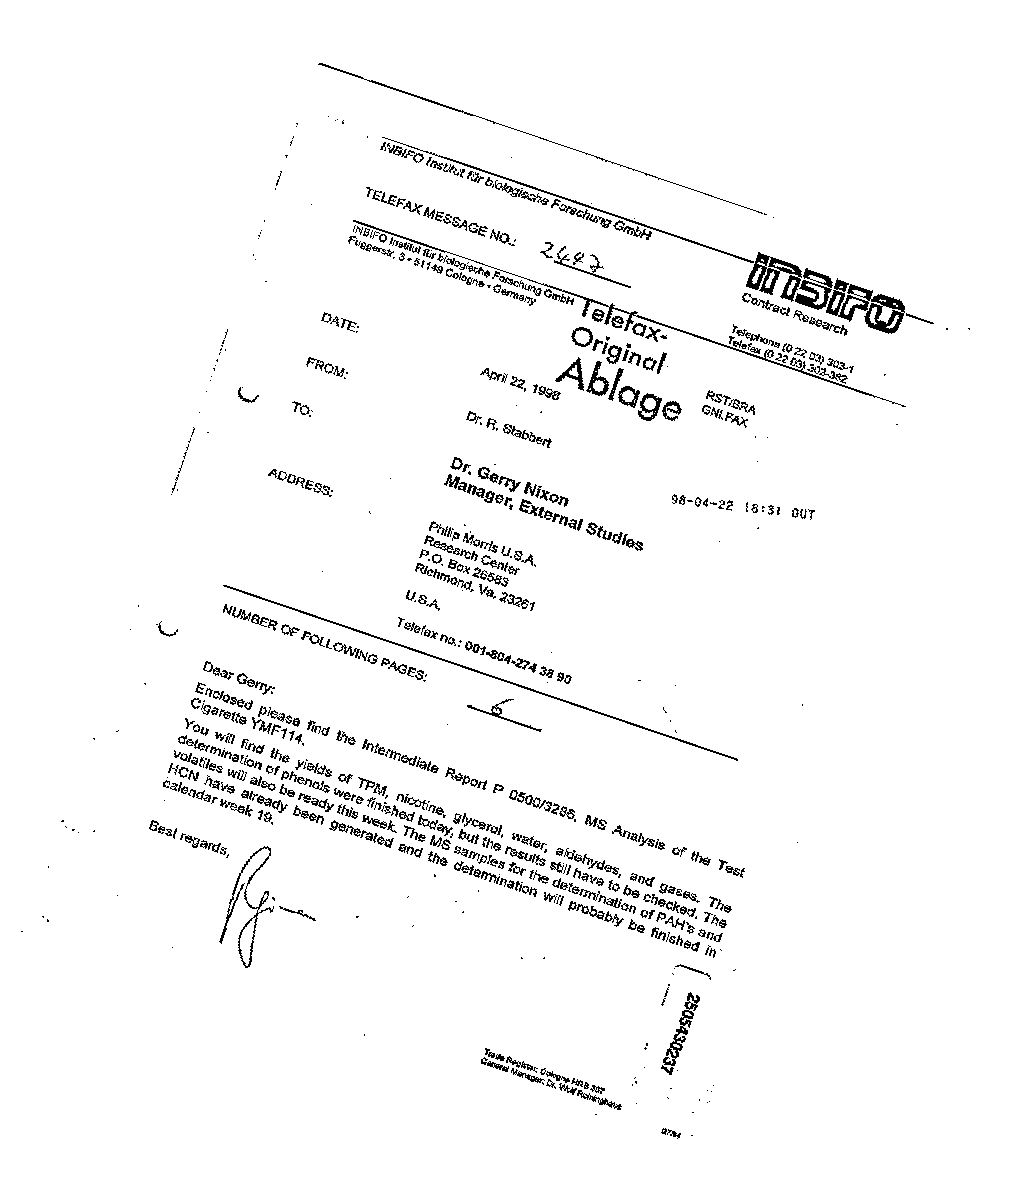 INBIFO Institut für biologische Forschung GmbH
TELEFAX MESSAGE NO.: 2447
INBIFO Institut für biologische Forschung GmbH
Fuggerstr. 3 • 51149 Cologne • Germany
INBIFO
Contract Research
Telephone (0 22 03) 303-1
Telefax (0 22 03) 303-362
Telefax-
Original
Ablage
DATE: April 22, 1998
RST/BRA
GNI.FAX
FROM: Dr. R. Stabbert
TO: Dr. Gerry Nixon
Manager, External Studies
98-04-22 18:31 OUT
ADDRESS: Philip Morris U.S.A.
Research Center
P.O. Box 26583
Richmond, Va. 23261
U.S.A.
Telefax no.: 001-804-274 38 90
NUMBER OF FOLLOWING PAGES: 6
Dear Gerry:
Enclosed please find the Intermediate Report P 0500/3286, MS Analysis of the Test
Cigarette YMF114.
You will find the yields of TPM, nicotine, glycerol, water, aldehydes, and gases. The
determination of phenols were finished today, but the results still have to be checked. The
volatiles will also be ready this week. The MS samples for the determination of PAH's and
HCN have already been generated and the determination will probably be finished in
calendar week 19.
Best regards,
2505430237
Trade Register: Cologne HRB 367
General Manager: Dr. Wolf Reininghaus